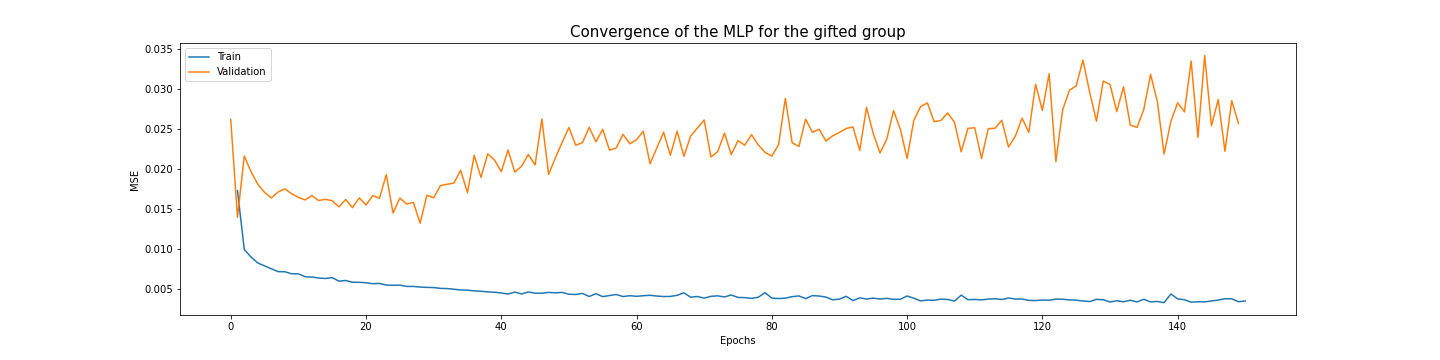 Convergence of the MLP for the gifted group
Train
Validation
0.035
0.030
0.025
0.020
0.015
0.010
0.005
MSE
0 20 40 60 80 100 120 140
Epochs